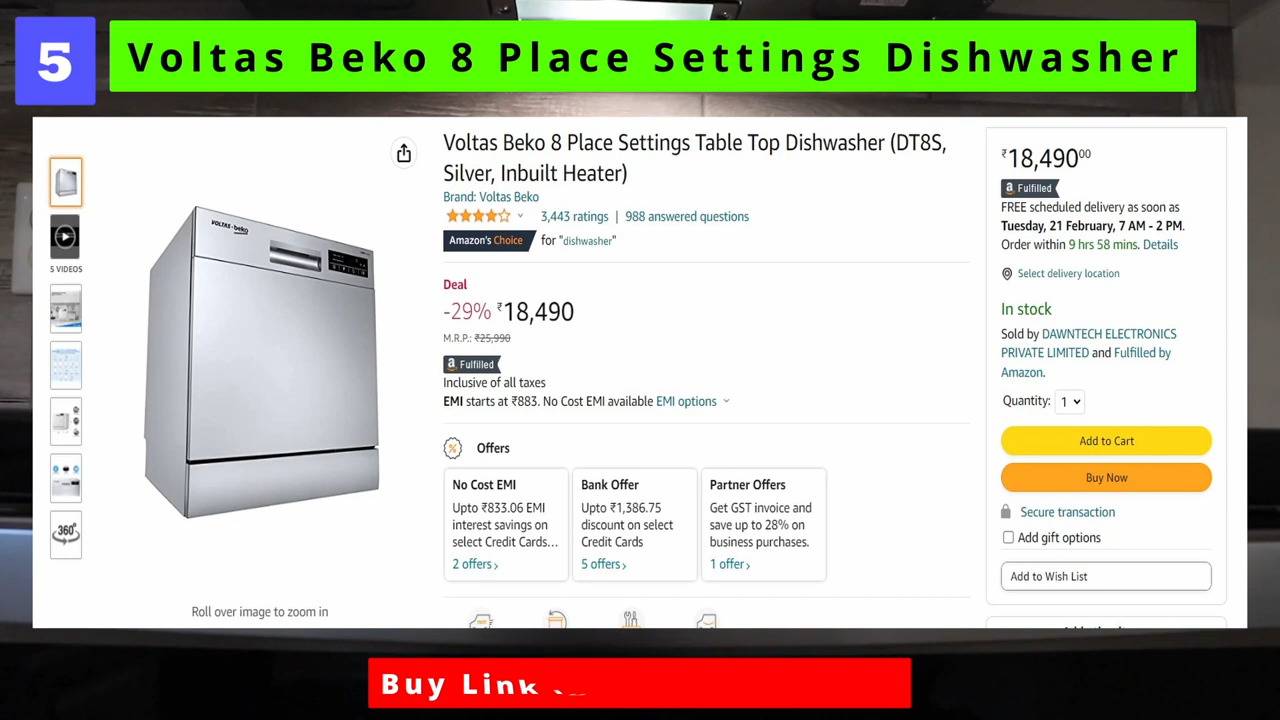 5
Voltas Beko 8 Place Settings Dishwasher
Voltas Beko 8 Place Settings Table Top Dishwasher (DT8S,
Silver, Inbuilt Heater)
Brand: Voltas Beko
3,443 ratings | 988 answered questions
Amazon's Choice for "dishwasher"
5 VIDEOS
VOLTAS beko
360°
Roll over image to zoom in
Deal
-29% ₹18,490
M.R.P.: ₹25,990
a Fulfilled
Inclusive of all taxes
EMI starts at ₹883. No Cost EMI available EMI options
Offers
No Cost EMI
Upto ₹833.06 EMI
interest savings on
select Credit Cards...
2 offers›
Bank Offer
Upto ₹1,386.75
discount on select
Credit Cards
5 offers›
Partner Offers
Get GST invoice and
save up to 28% on
business purchases.
1 offer›
₹18,49000
a Fulfilled
FREE scheduled delivery as soon as
Tuesday, 21 February, 7 AM - 2 PM.
Order within 9 hrs 58 mins. Details
Select delivery location
In stock
Sold by DAWNTECH ELECTRONICS
PRIVATE LIMITED and Fulfilled by
Amazon.
Quantity: 1
Add to Cart
Buy Now
Secure transaction
Add gift options
Add to Wish List
Buy Link